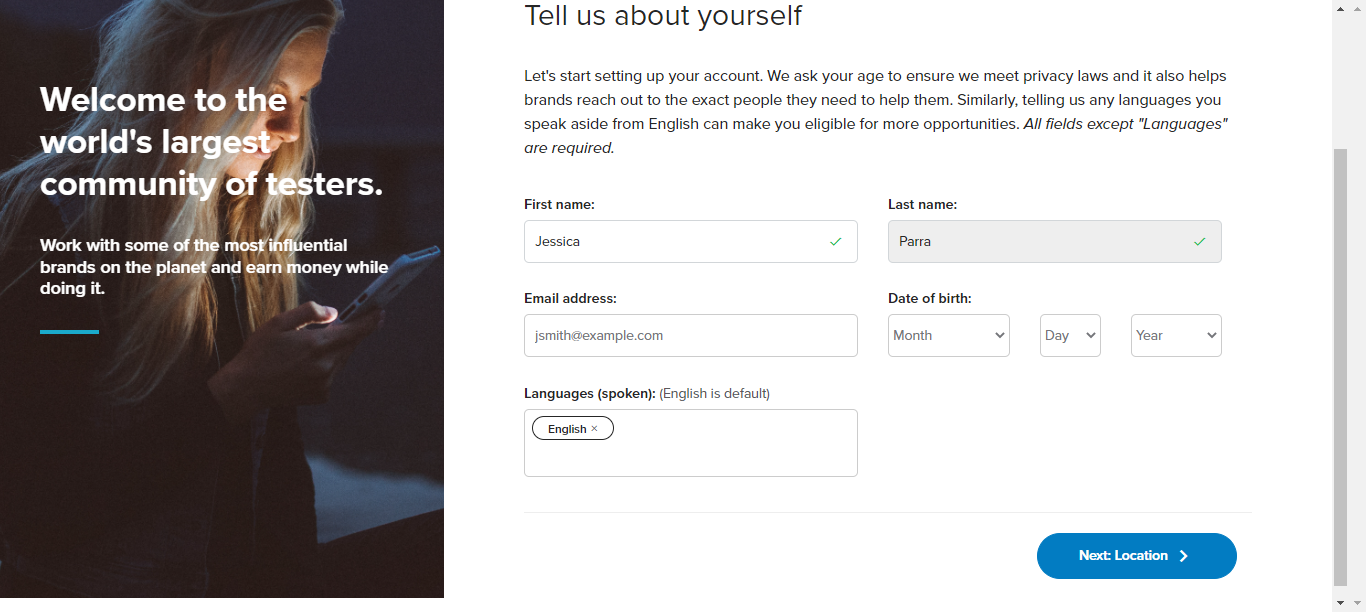 Welcome to the
world's largest
community of testers.
Work with some of the most influential
brands on the planet and earn money while
doing it.
Tell us about yourself
Let's start setting up your account. We ask your age to ensure we meet privacy laws and it also helps
brands reach out to the exact people they need to help them. Similarly, telling us any languages you
speak aside from English can make you eligible for more opportunities. All fields except "Languages"
are required.
First name: Last name:
Jessica Parra
Email address: Date of birth:
jsmith@example.com Month Day Year
Languages (spoken): (English is default)
English ×
Next: Location